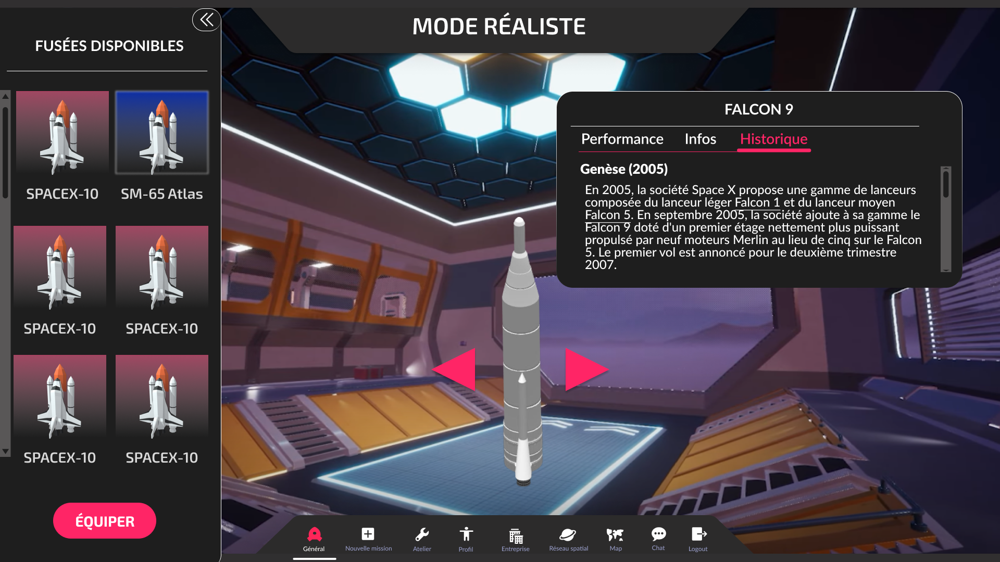 MODE RÉALISTE
FUSÉES DISPONIBLES
SPACEX-10
SM-65 Atlas
SPACEX-10
SPACEX-10
SPACEX-10
SPACEX-10
ÉQUIPER
FALCON 9
Performance
Infos
Historique
Genèse (2005)
En 2005, la société Space X propose une gamme de lanceurs
composée du lanceur léger Falcon 1 et du lanceur moyen
Falcon 5. En septembre 2005, la société ajoute à sa gamme le
Falcon 9 doté d'un premier étage nettement plus puissant
propulsé par neuf moteurs Merlin au lieu de cinq sur le Falcon
5. Le premier vol est annoncé pour le deuxième trimestre
2007.
Général
Nouvelle mission
Atelier
Profil
Entreprise
Réseau spatial
Map
Chat
Logout